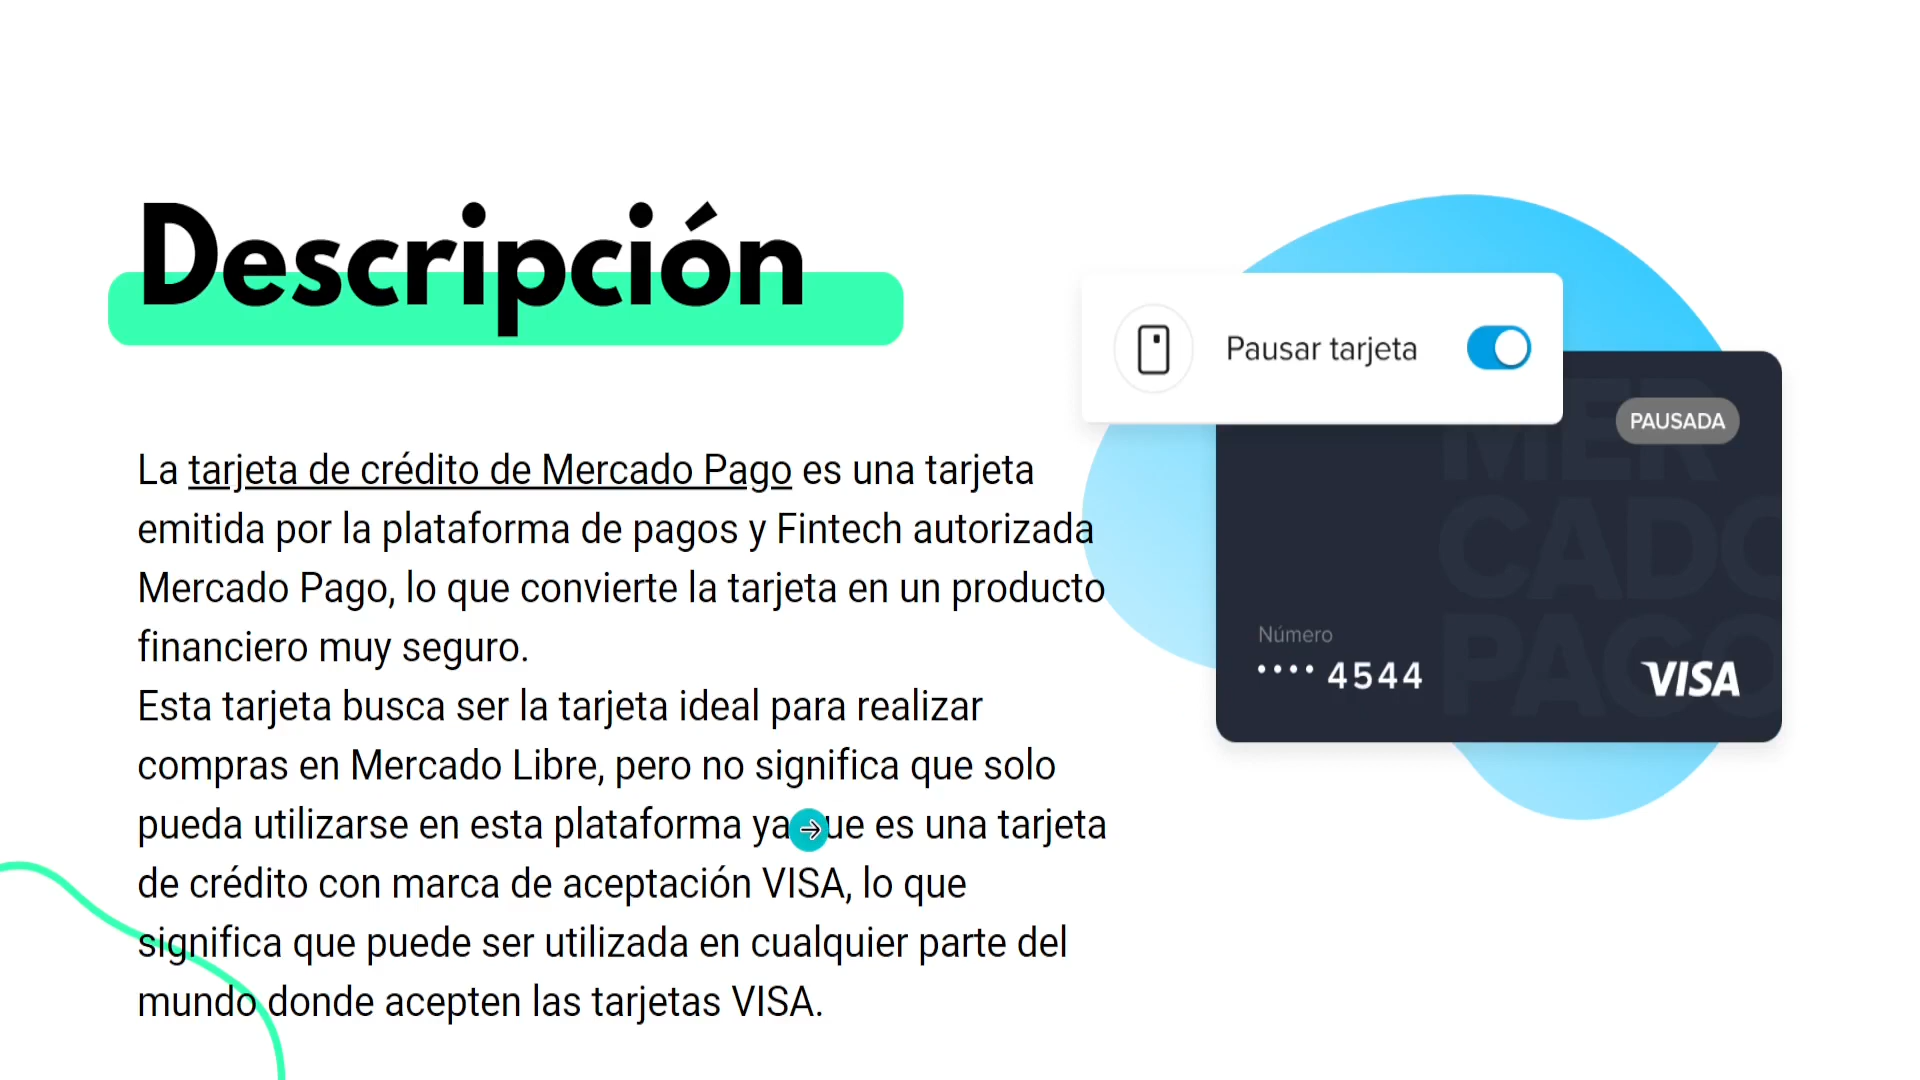 Descripción
La tarjeta de crédito de Mercado Pago es una tarjeta
emitida por la plataforma de pagos y Fintech autorizada
Mercado Pago, lo que convierte la tarjeta en un producto
financiero muy seguro.
Esta tarjeta busca ser la tarjeta ideal para realizar
compras en Mercado Libre, pero no significa que solo
pueda utilizarse en esta plataforma ya que es una tarjeta
de crédito con marca de aceptación VISA, lo que
significa que puede ser utilizada en cualquier parte del
mundo donde acepten las tarjetas VISA.
Pausar tarjeta
PAUSADA
MER
CADO
PAGO
Número
•••• 4544
VISA